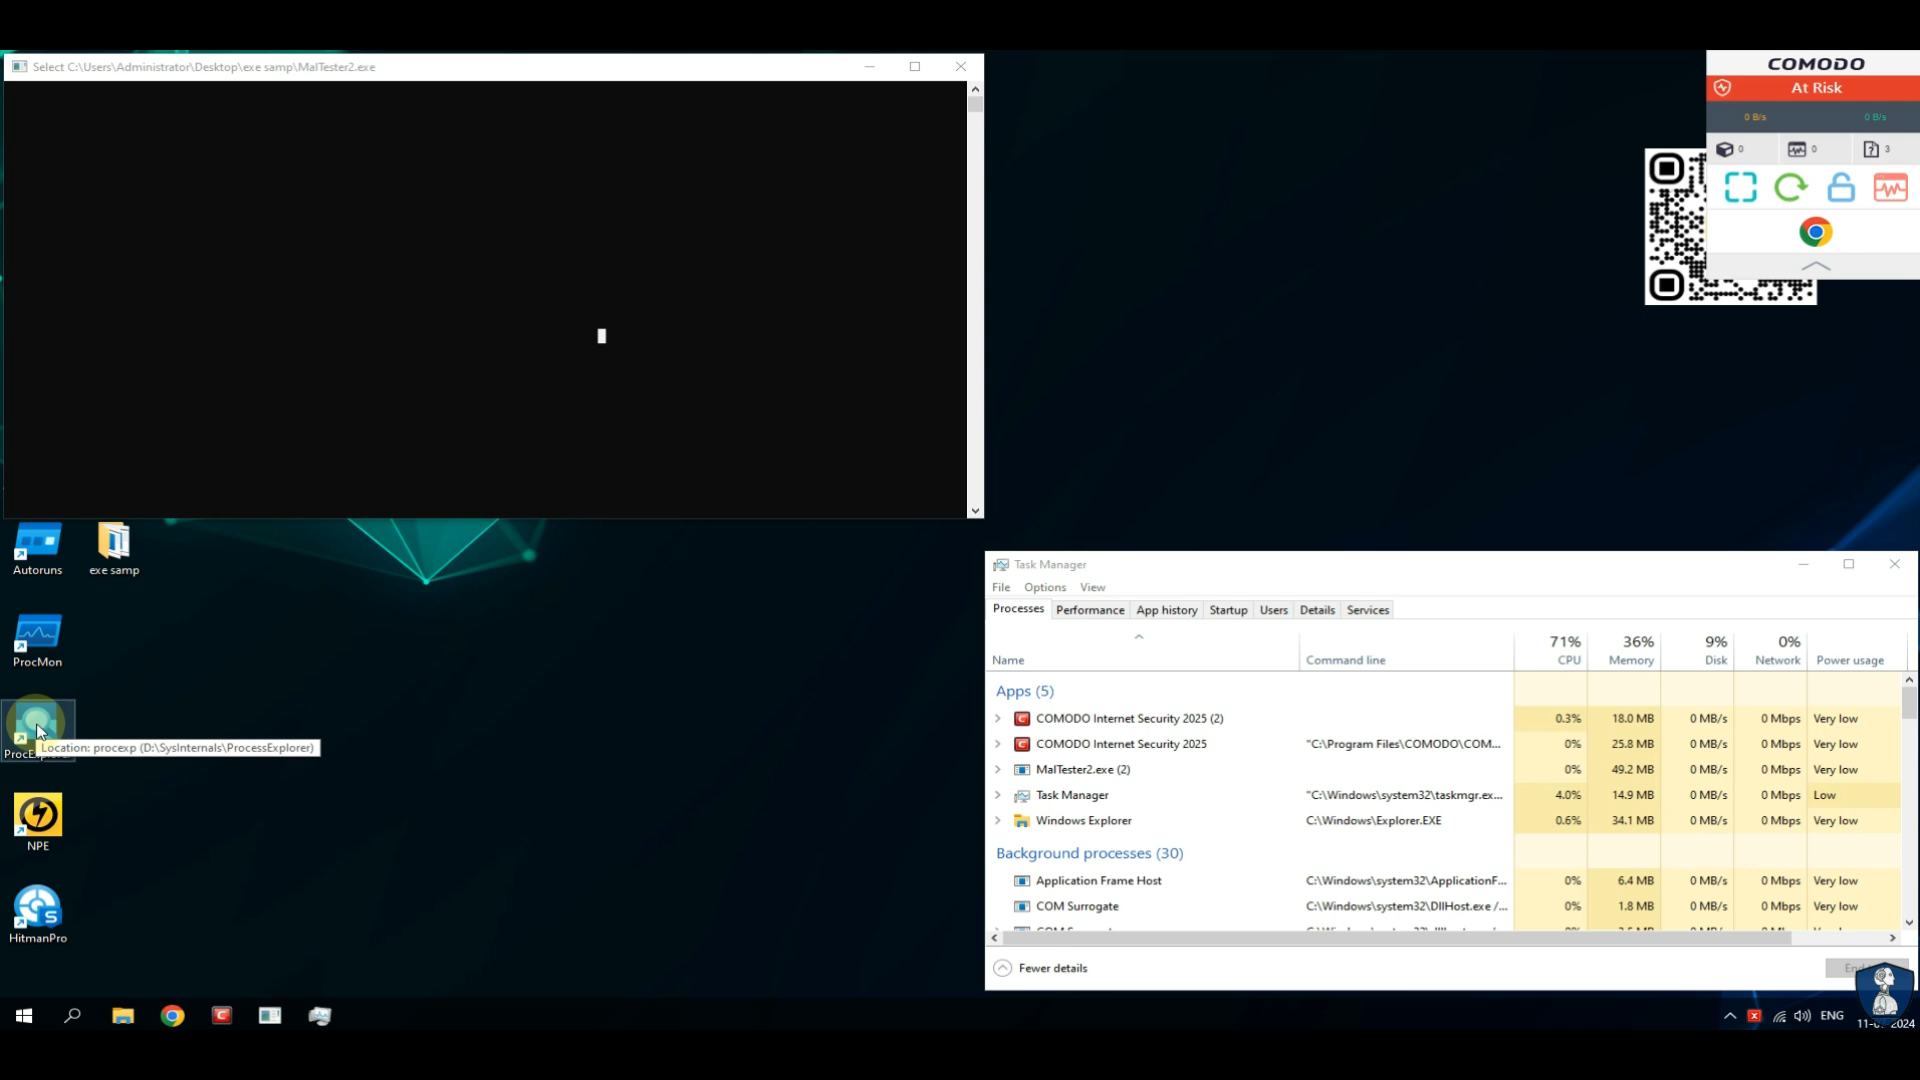 Select C:\Users\Administrator\Desktop\exe samp\MalTester2.exe
COMODO
At Risk
0 B/s 0 B/s
0 0 3
Autoruns
exe samp
ProcMon
Location: procexp (D:\SysInternals\ProcessExplorer)
NPE
HitmanPro
Task Manager
File Options View
Processes Performance App history Startup Users Details Services
71% 36% 9% 0%
Name Command line CPU Memory Disk Network Power usage
Apps (5)
COMODO Internet Security 2025 (2) 0.3% 18.0 MB 0 MB/s 0 Mbps Very low
COMODO Internet Security 2025 "C:\Program Files\COMODO\COM... 0% 25.8 MB 0 MB/s 0 Mbps Very low
MalTester2.exe (2) 0% 49.2 MB 0 MB/s 0 Mbps Very low
Task Manager "C:\Windows\system32\taskmgr.ex... 4.0% 14.9 MB 0 MB/s 0 Mbps Low
Windows Explorer C:\Windows\Explorer.EXE 0.6% 34.1 MB 0 MB/s 0 Mbps Very low
Background processes (30)
Application Frame Host C:\Windows\system32\ApplicationF... 0% 6.4 MB 0 MB/s 0 Mbps Very low
COM Surrogate C:\Windows\system32\DllHost.exe /... 0% 1.8 MB 0 MB/s 0 Mbps Very low
Fewer details
ENG